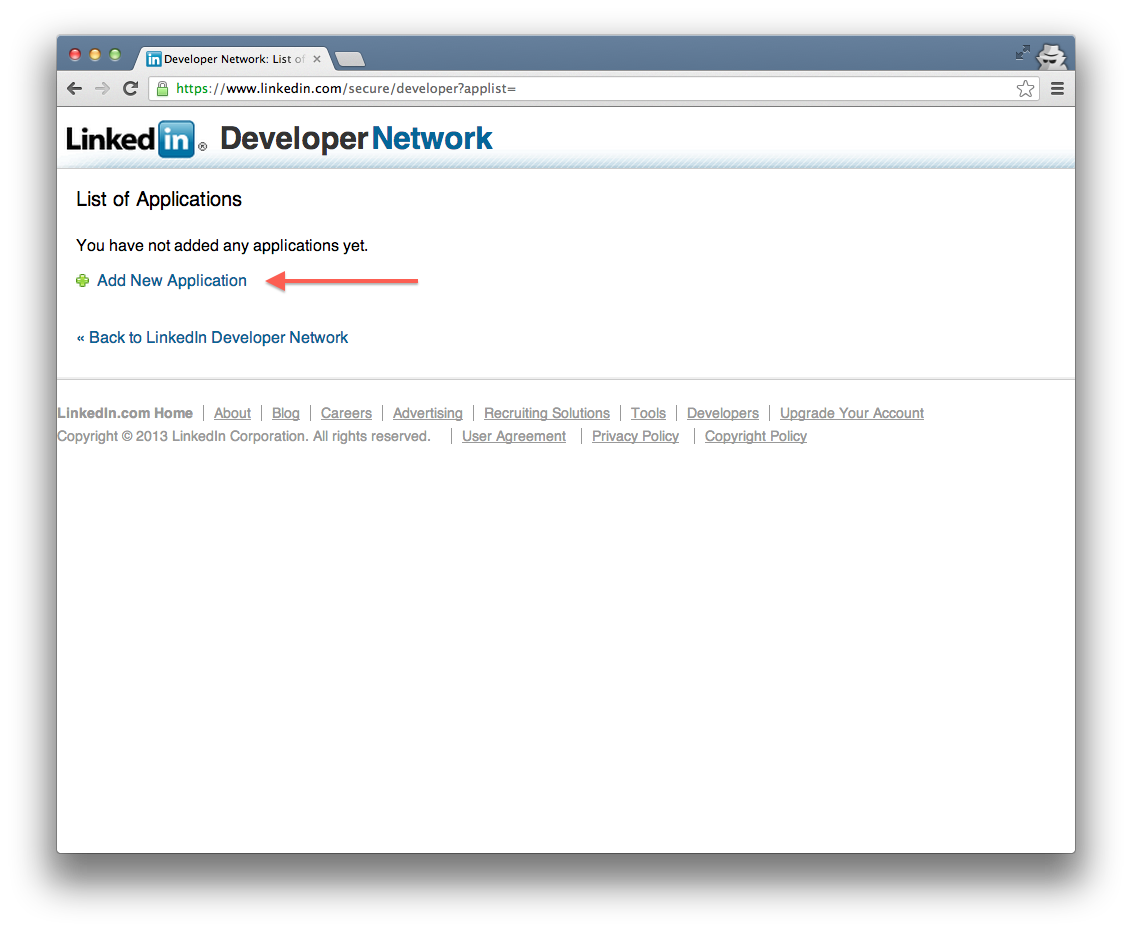 Developer Network: List of
https://www.linkedin.com/secure/developer?applist=
Linked in ® Developer Network
List of Applications
You have not added any applications yet.
Add New Application
« Back to LinkedIn Developer Network
LinkedIn.com Home | About | Blog | Careers | Advertising | Recruiting Solutions | Tools | Developers | Upgrade Your Account
Copyright © 2013 LinkedIn Corporation. All rights reserved. | User Agreement | Privacy Policy | Copyright Policy